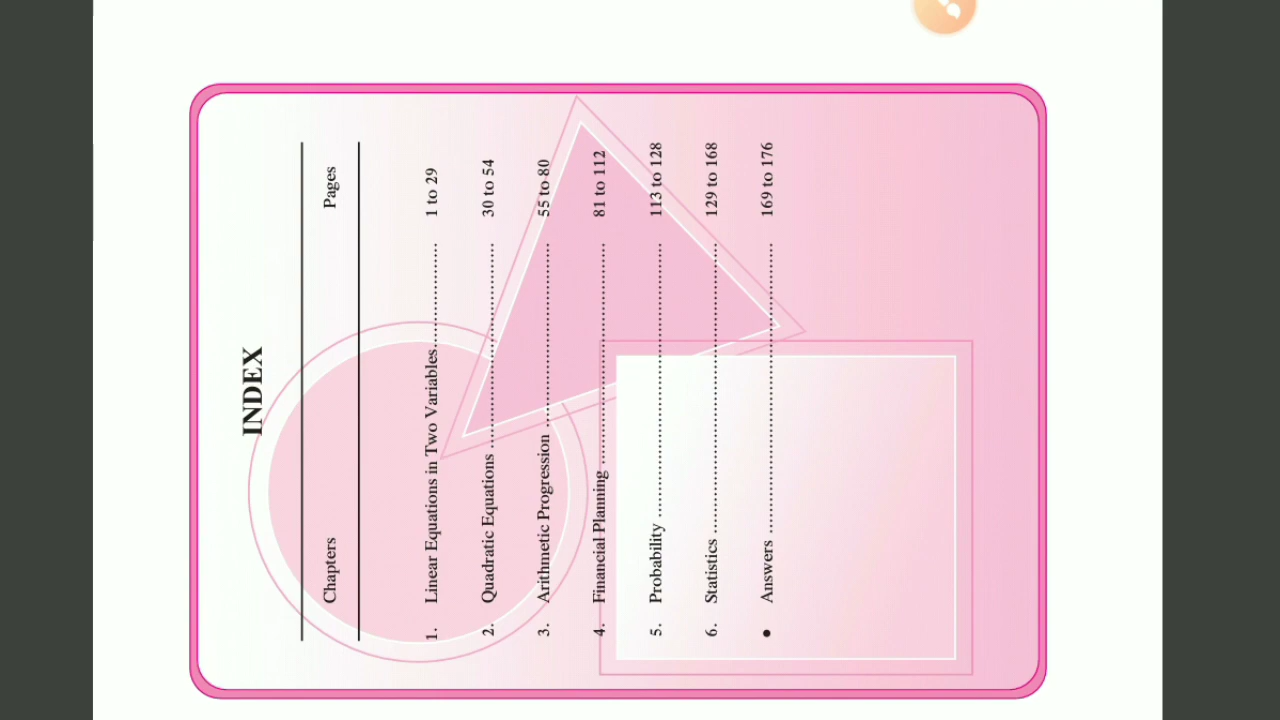 INDEX
Chapters Pages
1. Linear Equations in Two Variables ........................ 1 to 29
2. Quadratic Equations ................................................ 30 to 54
3. Arithmetic Progression ........................................... 55 to 80
4. Financial Planning .................................................... 81 to 112
5. Probability ................................................................ 113 to 128
6. Statistics .................................................................... 129 to 168
● Answers .................................................................... 169 to 176